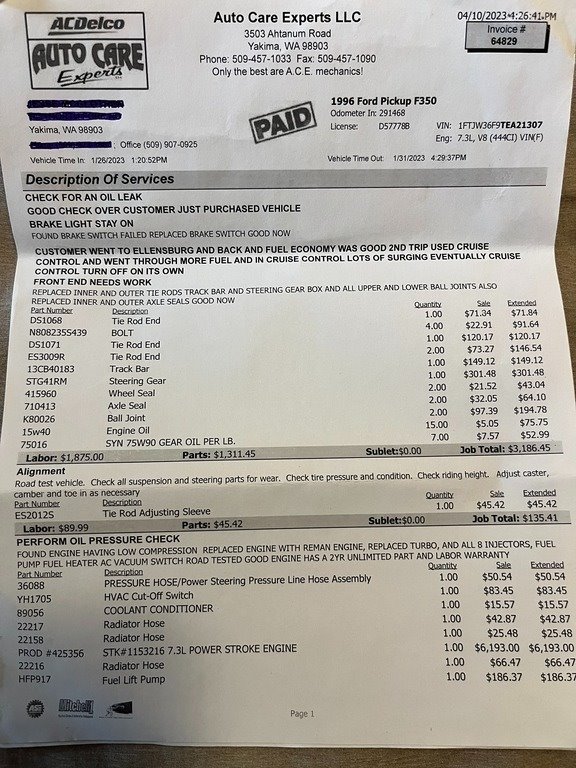 ACDelco
AUTO CARE
Experts
Auto Care Experts LLC
3503 Ahtanum Road
Yakima, WA 98903
Phone: 509-457-1033 Fax: 509-457-1090
Only the best are A.C.E. mechanics!
04/10/2023 4:26:41 PM
Invoice #
64829
Yakima, WA 98903
; Office (509) 907-0925
PAID
1996 Ford Pickup F350
Odometer In: 291468
License: D57778B VIN: 1FTJW36F9TEA21307
Eng: 7.3L, V8 (444CI) VIN(F)
Vehicle Time In: 1/26/2023 1:20:52PM
Vehicle Time Out: 1/31/2023 4:29:37PM
Description Of Services
CHECK FOR AN OIL LEAK
GOOD CHECK OVER CUSTOMER JUST PURCHASED VEHICLE
BRAKE LIGHT STAY ON
FOUND BRAKE SWITCH FAILED REPLACED BRAKE SWITCH GOOD NOW
CUSTOMER WENT TO ELLENSBURG AND BACK AND FUEL ECONOMY WAS GOOD 2ND TRIP USED CRUISE
CONTROL AND WENT THROUGH MORE FUEL AND IN CRUISE CONTROL LOTS OF SURGING EVENTUALLY CRUISE
CONTROL TURN OFF ON ITS OWN
FRONT END NEEDS WORK
REPLACED INNER AND OUTER TIE RODS TRACK BAR AND STEERING GEAR BOX AND ALL UPPER AND LOWER BALL JOINTS ALSO
REPLACED INNER AND OUTER AXLE SEALS GOOD NOW
Part Number Description Quantity Sale Extended
DS1068 Tie Rod End 1.00 $71.34 $71.84
N808235S439 BOLT 4.00 $22.91 $91.64
DS1071 Tie Rod End 1.00 $120.17 $120.17
ES3009R Tie Rod End 2.00 $73.27 $146.54
13CB40183 Track Bar 1.00 $149.12 $149.12
STG41RM Steering Gear 1.00 $301.48 $301.48
415960 Wheel Seal 2.00 $21.52 $43.04
710413 Axle Seal 2.00 $32.05 $64.10
K80026 Ball Joint 2.00 $97.39 $194.78
15w40 Engine Oil 15.00 $5.05 $75.75
75016 SYN 75W90 GEAR OIL PER LB. 7.00 $7.57 $52.99
Labor: $1,875.00 Parts: $1,311.45 Sublet:$0.00 Job Total: $3,186.45
Alignment
Road test vehicle. Check all suspension and steering parts for wear. Check tire pressure and condition. Check riding height. Adjust caster,
camber and toe in as necessary
Part Number Description Quantity Sale Extended
ES2012S Tie Rod Adjusting Sleeve 1.00 $45.42 $45.42
Labor: $89.99 Parts: $45.42 Sublet:$0.00 Job Total: $135.41
PERFORM OIL PRESSURE CHECK
FOUND ENGINE HAVING LOW COMPRESSION REPLACED ENGINE WITH REMAN ENGINE, REPLACED TURBO, AND ALL 8 INJECTORS, FUEL
PUMP FUEL HEATER AC VACUUM SWITCH ROAD TESTED GOOD ENGINE HAS A 2YR UNLIMITED PART AND LABOR WARRANTY
Part Number Description Quantity Sale Extended
36088 PRESSURE HOSE/Power Steering Pressure Line Hose Assembly 1.00 $50.54 $50.54
YH1705 HVAC Cut-Off Switch 1.00 $83.45 $83.45
89056 COOLANT CONDITIONER 1.00 $15.57 $15.57
22217 Radiator Hose 1.00 $42.87 $42.87
22158 Radiator Hose 1.00 $25.48 $25.48
PROD #425356 STK#1153216 7.3L POWER STROKE ENGINE 1.00 $6,193.00 $6,193.00
22216 Radiator Hose 1.00 $66.47 $66.47
HFP917 Fuel Lift Pump 1.00 $186.37 $186.37
ASE Mitchell1
Page 1